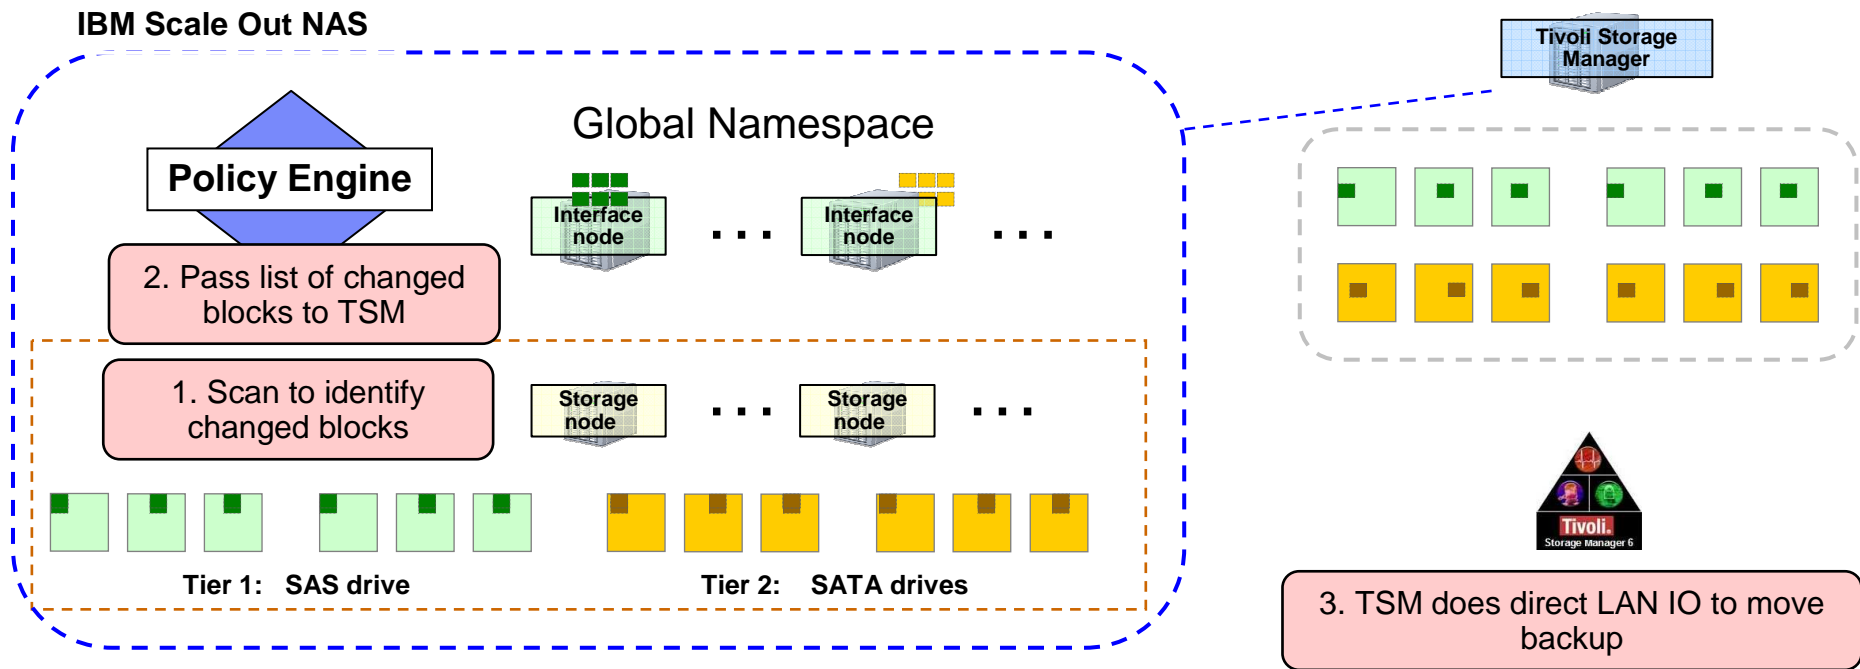 IBM Scale Out NAS
Tivoli Storage
Manager
Global Namespace
Policy Engine
Interface
node
. . .
Interface
node
. . .
2. Pass list of changed
blocks to TSM
1. Scan to identify
changed blocks
Storage
node
. . .
Storage
node
. . .
Tier 1: SAS drive
Tier 2: SATA drives
Tivoli.
Storage Manager 6
3. TSM does direct LAN IO to move
backup